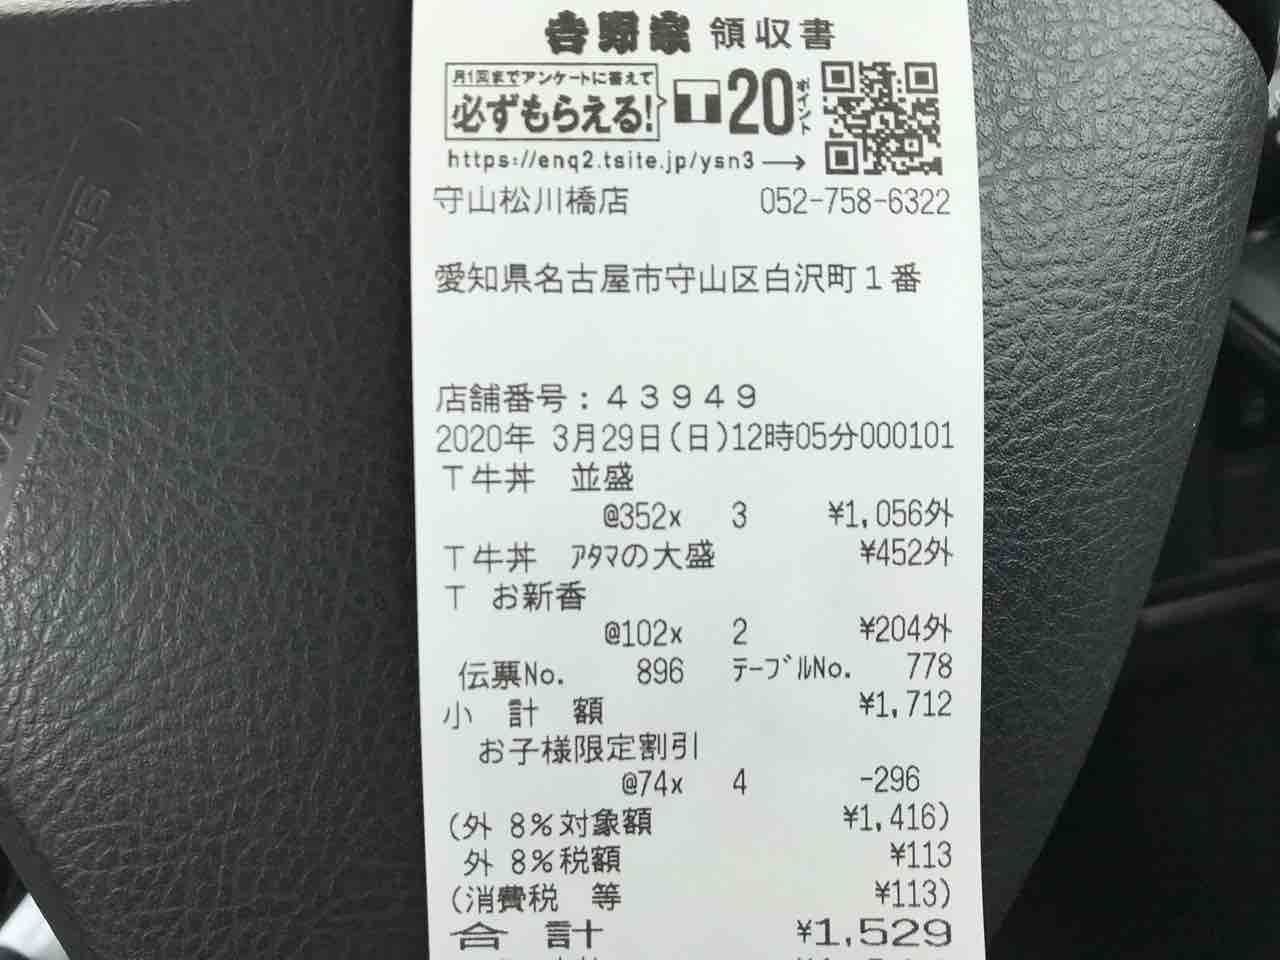 吉野家 領収書
月1回までアンケートに答えて
必ずもらえる! T 20 ポイント
https://enq2.tsite.jp/ysn3→
守山松川橋店 052-758-6322
愛知県名古屋市守山区白沢町1番
店舗番号:43949
2020年 3月29日(日)12時05分000101
T牛丼 並盛
@352x 3 ¥1,056外
T牛丼 アタマの大盛 ¥452外
T お新香
@102x 2 ¥204外
伝票No. 896 テーブルNo. 778
小 計 額 ¥1,712
お子様限定割引
@74x 4 -296
(外 8%対象額 ¥1,416)
外 8%税額 ¥113
(消費税 等 ¥113)
合 計 ¥1,529
SRS AIRBAG